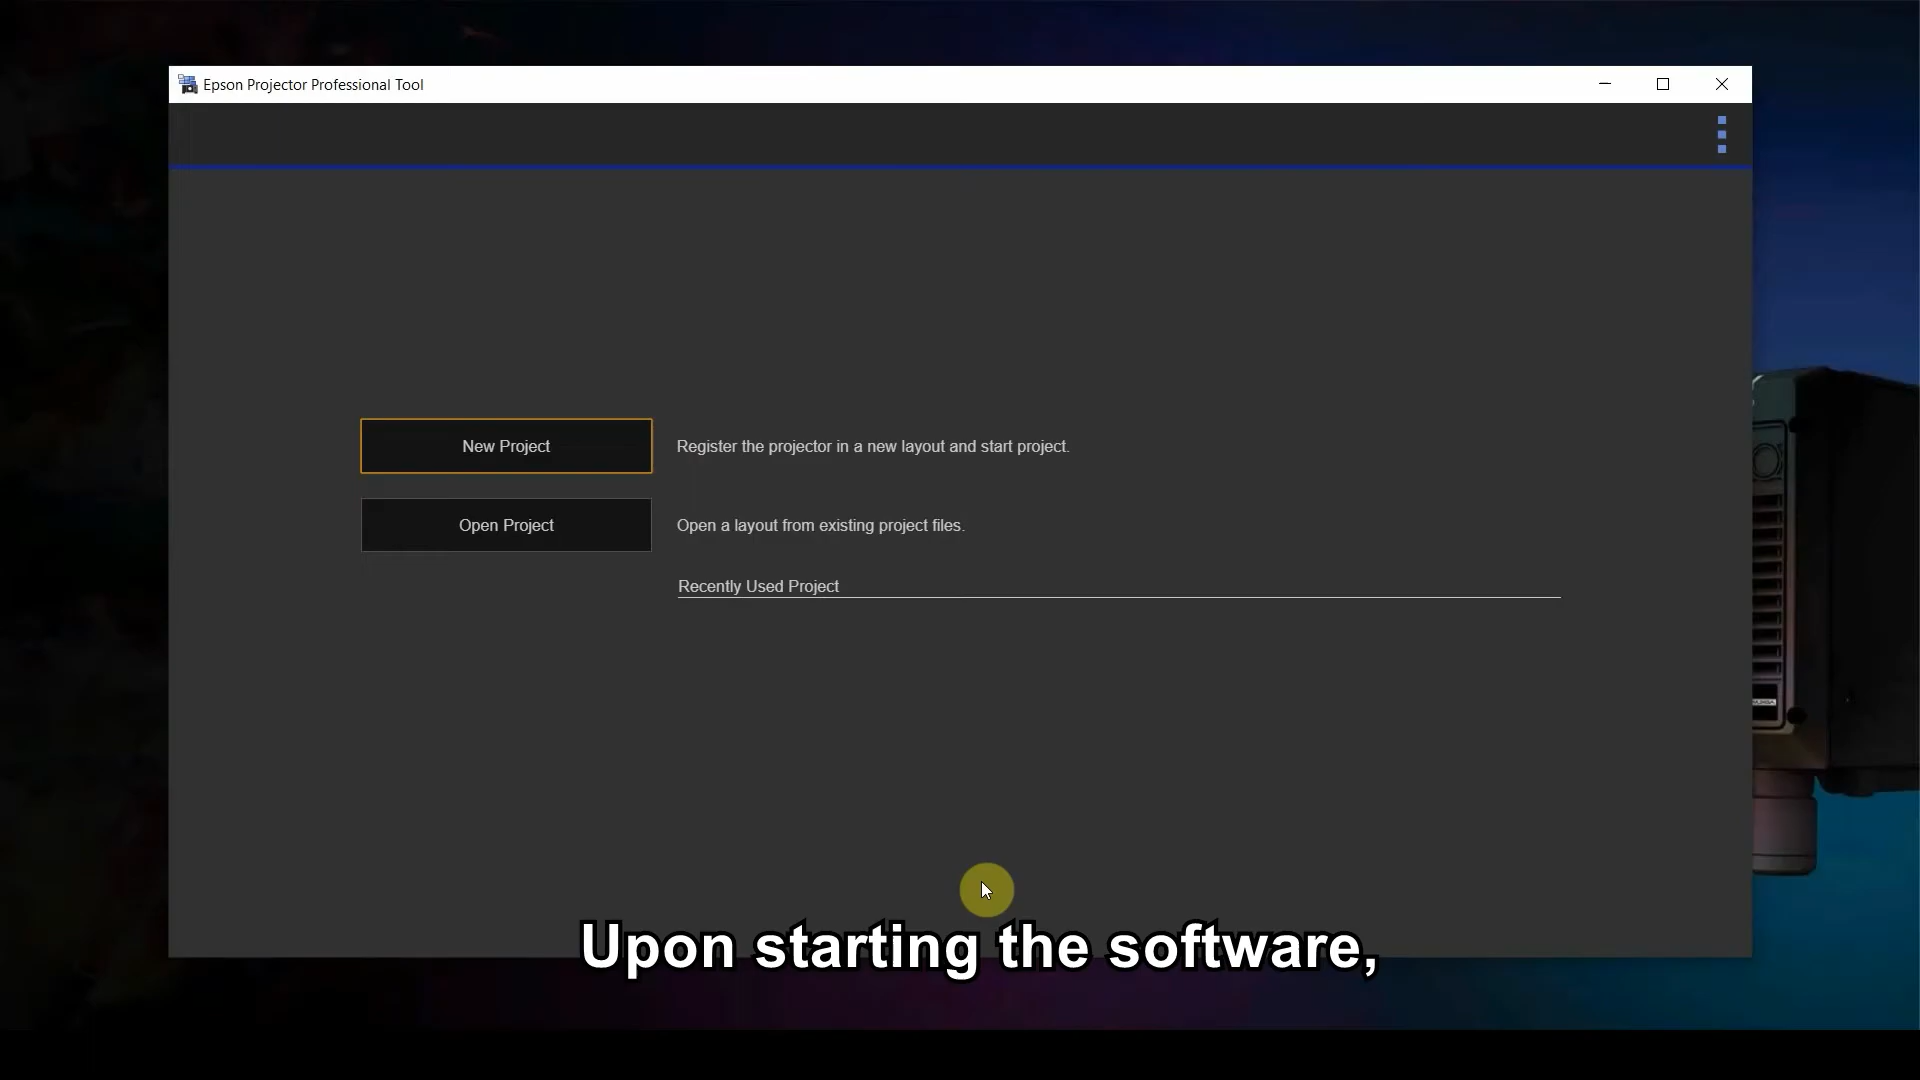 Epson Projector Professional Tool
New Project
Register the projector in a new layout and start project.
Open Project
Open a layout from existing project files.
Recently Used Project
Upon starting the software,